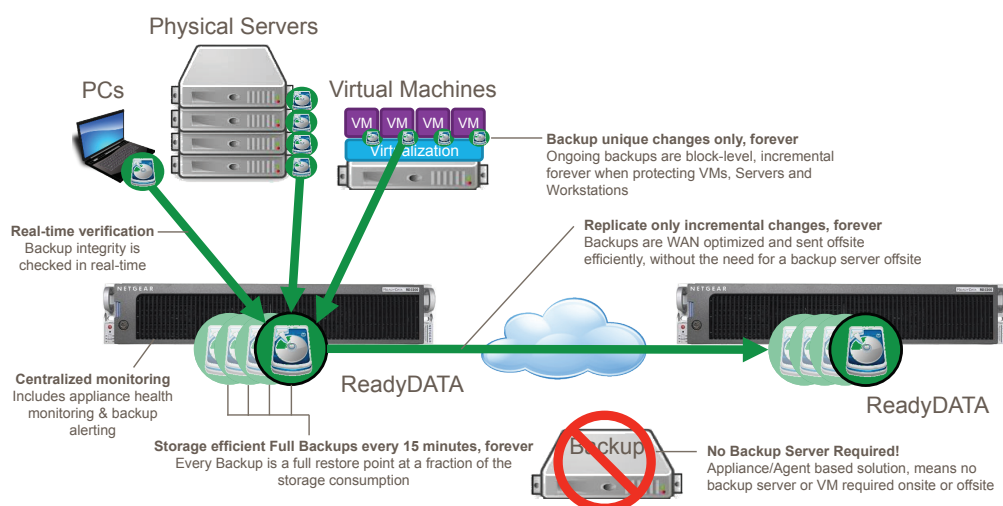 Physical Servers
PCs
Virtual Machines
VM VM VM VM
Virtualization
Backup unique changes only, forever
Ongoing backups are block-level, incremental
forever when protecting VMs, Servers and
Workstations
Real-time verification
Backup integrity is
checked in real-time
Replicate only incremental changes, forever
Backups are WAN optimized and sent offsite
efficiently, without the need for a backup server offsite
NETGEAR
NETGEAR
ReadyDATA
ReadyDATA
Centralized monitoring
Includes appliance health
monitoring & backup
alerting
Storage efficient Full Backups every 15 minutes, forever
Every Backup is a full restore point at a fraction of the
storage consumption
Backup
No Backup Server Required!
Appliance/Agent based solution, means no
backup server or VM required onsite or offsite